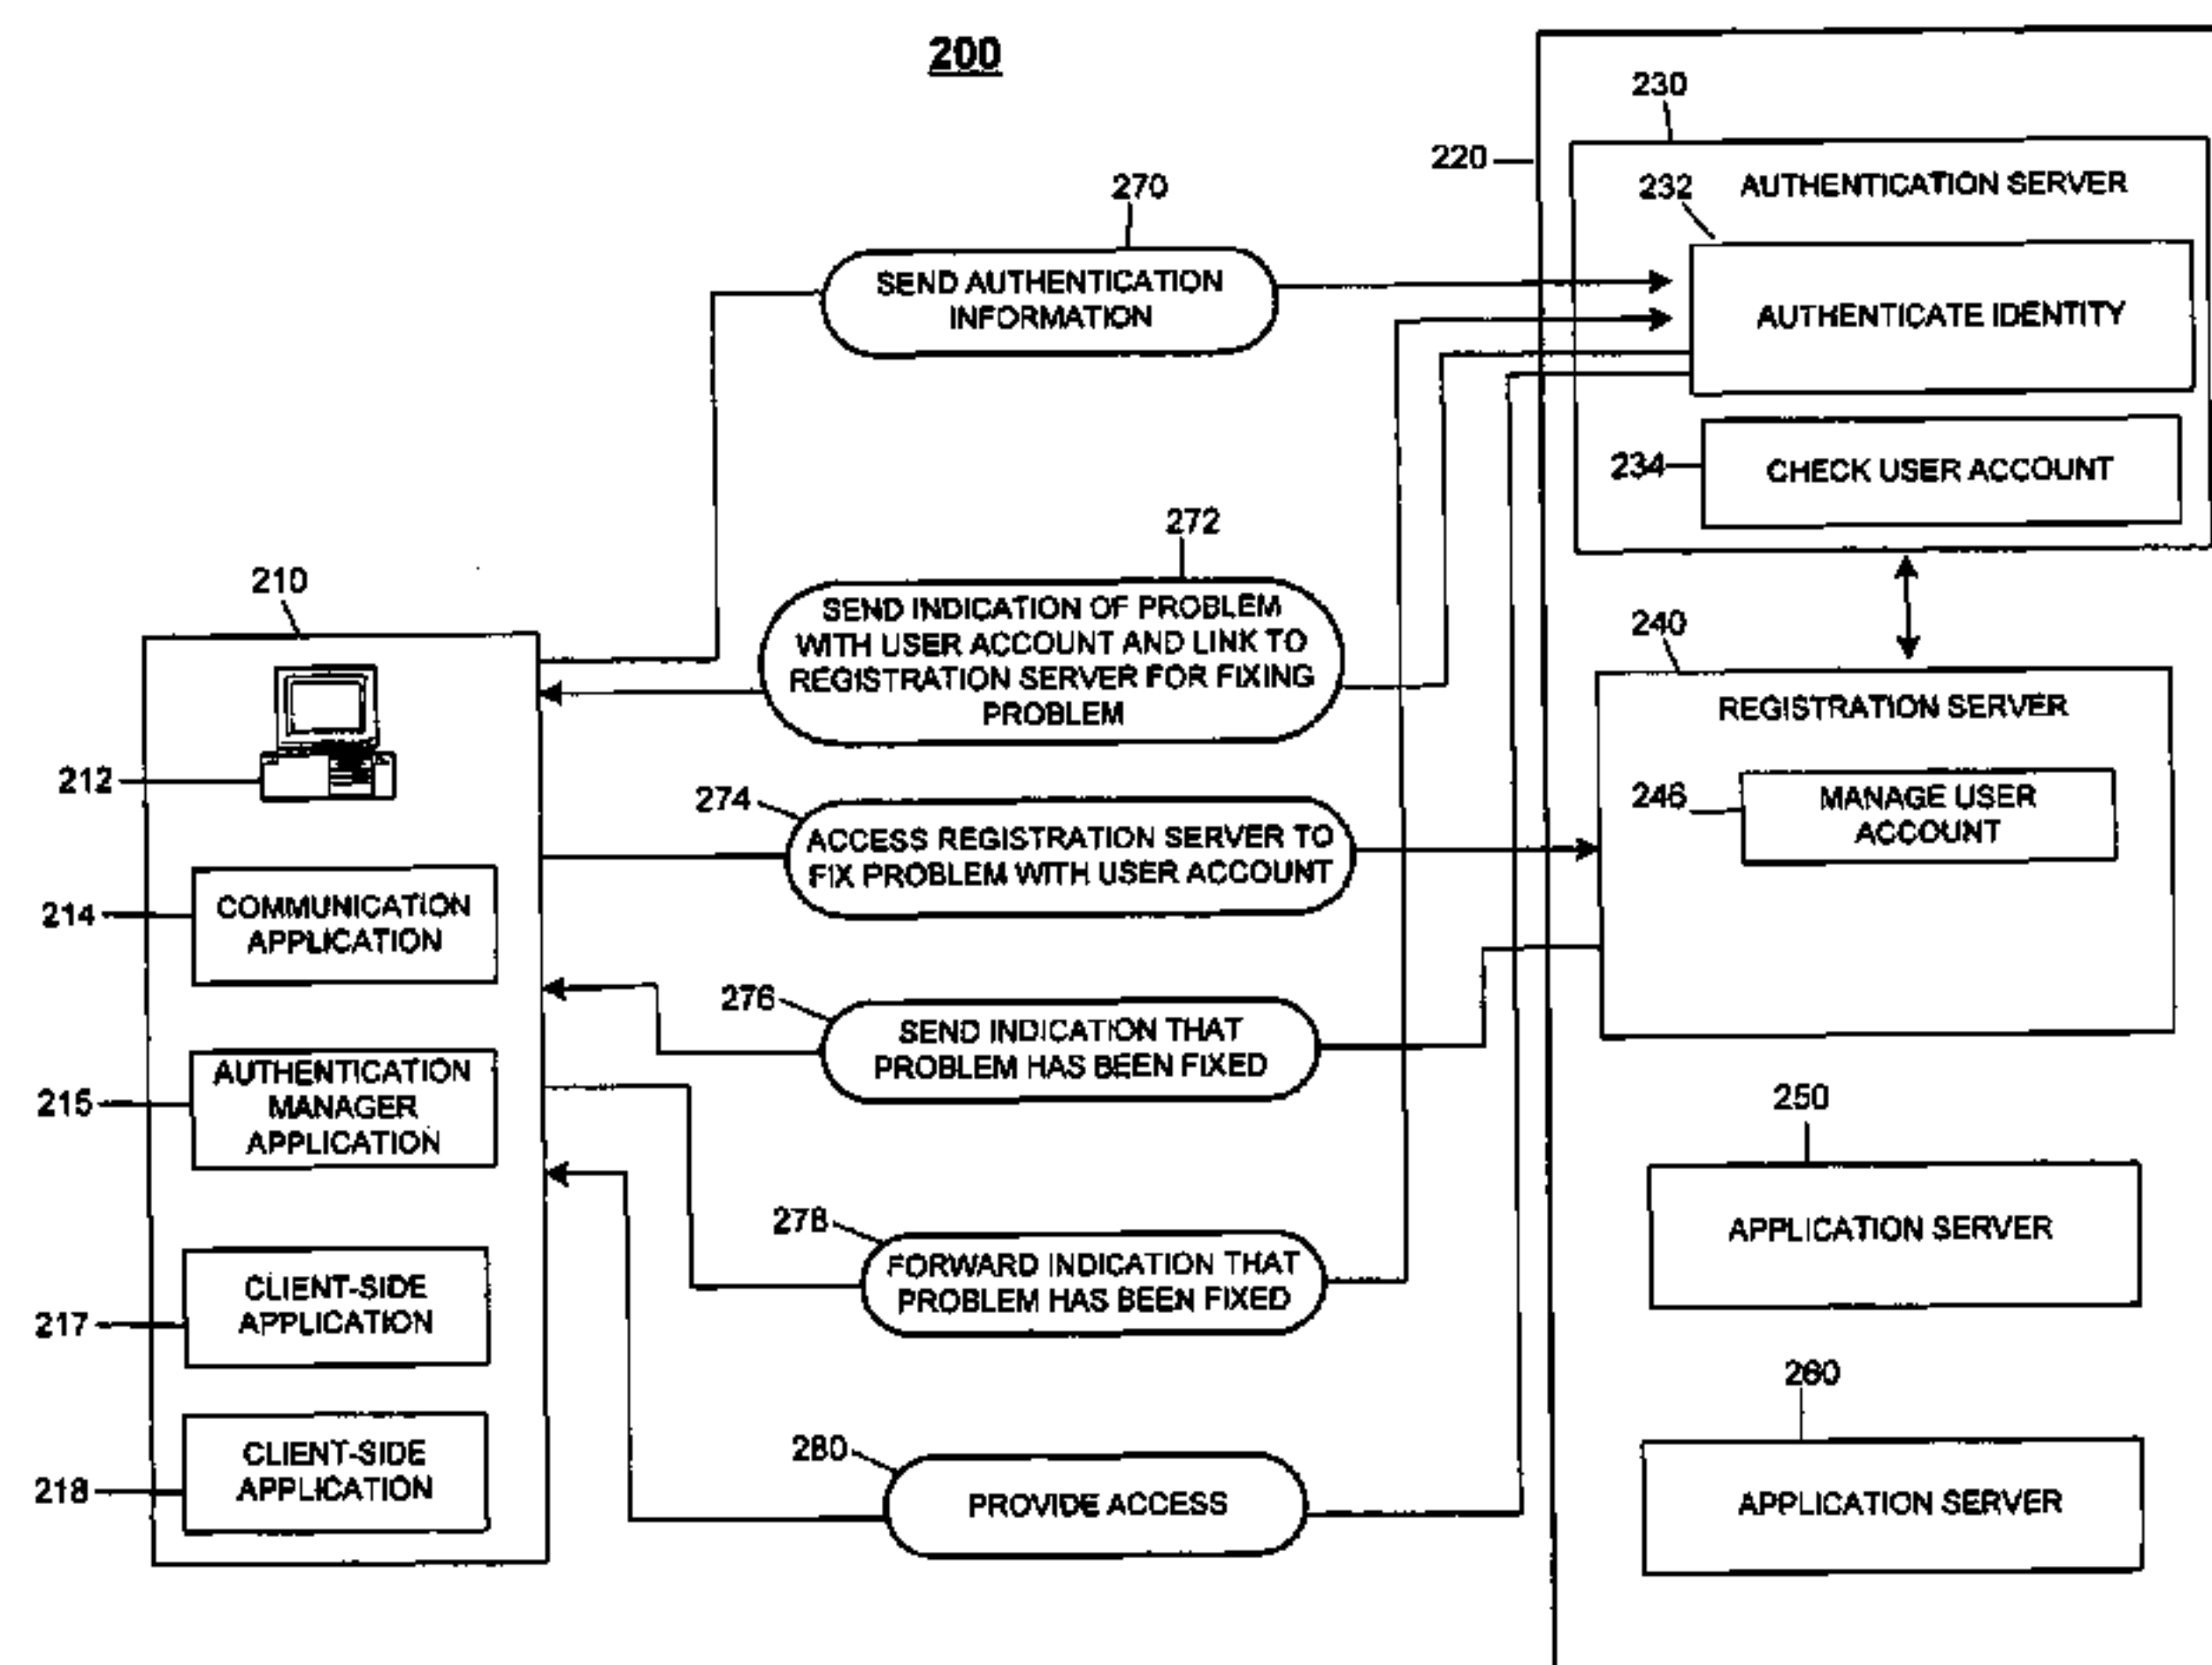 200
230
220
AUTHENTICATION SERVER
232
270
SEND AUTHENTICATION
INFORMATION
AUTHENTICATE IDENTITY
234
CHECK USER ACCOUNT
272
SEND INDICATION OF PROBLEM
WITH USER ACCOUNT AND LINK TO
REGISTRATION SERVER FOR FIXING
PROBLEM
210
240
REGISTRATION SERVER
212
274
ACCESS REGISTRATION SERVER TO
FIX PROBLEM WITH USER ACCOUNT
246
MANAGE USER
ACCOUNT
214
COMMUNICATION
APPLICATION
276
SEND INDICATION THAT
PROBLEM HAS BEEN FIXED
215
AUTHENTICATION
MANAGER
APPLICATION
250
APPLICATION SERVER
278
FORWARD INDICATION THAT
PROBLEM HAS BEEN FIXED
217
CLIENT-SIDE
APPLICATION
260
APPLICATION SERVER
280
PROVIDE ACCESS
218
CLIENT-SIDE
APPLICATION